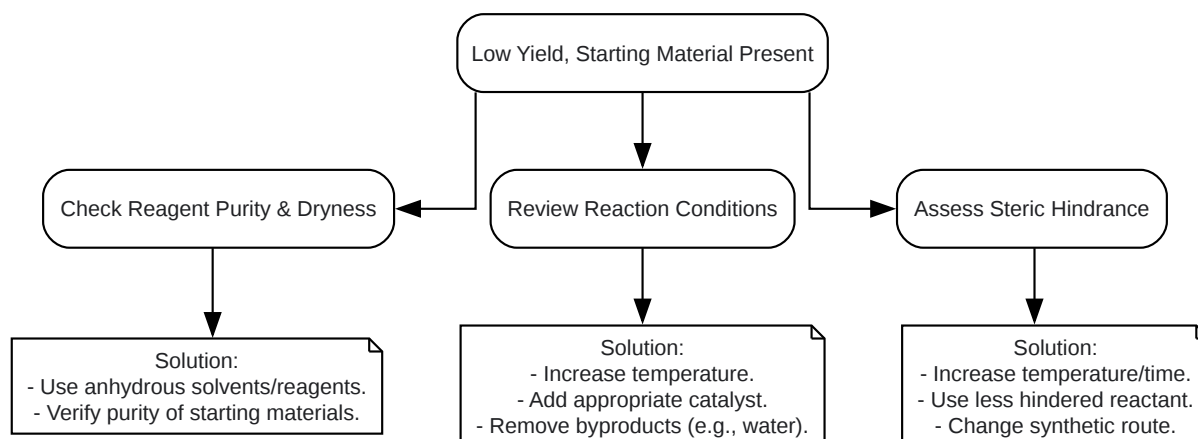 Low Yield, Starting Material Present
Check Reagent Purity & Dryness
Review Reaction Conditions
Assess Steric Hindrance
Solution:
- Use anhydrous solvents/reagents.
- Verify purity of starting materials.
Solution:
- Increase temperature.
- Add appropriate catalyst.
- Remove byproducts (e.g., water).
Solution:
- Increase temperature/time.
- Use less hindered reactant.
- Change synthetic route.